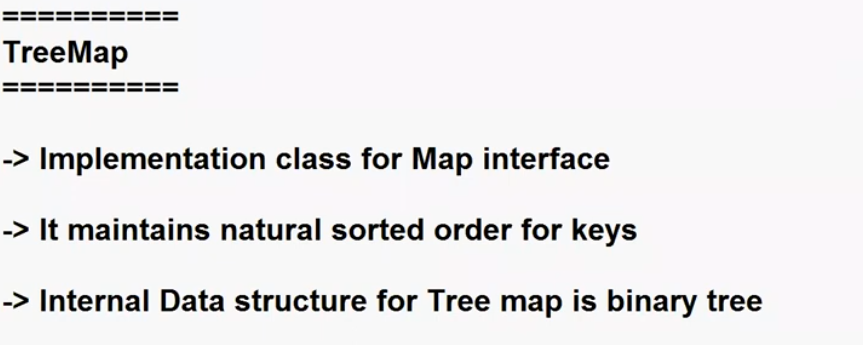 ==========
TreeMap
==========
-> Implementation class for Map interface
-> It maintains natural sorted order for keys
-> Internal Data structure for Tree map is binary tree